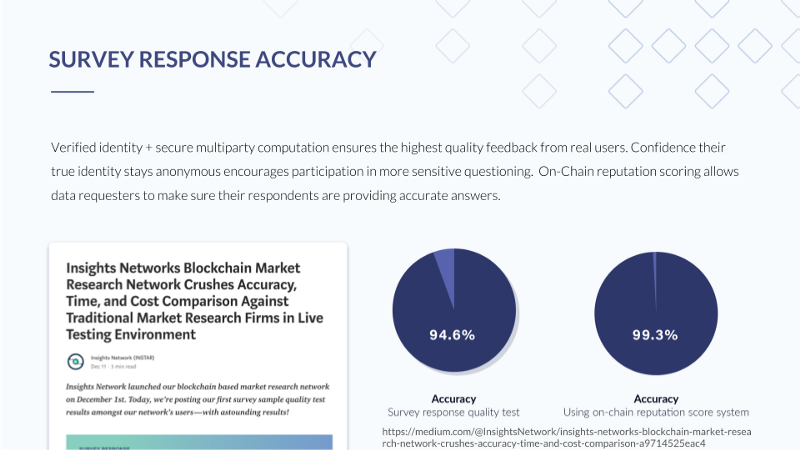 SURVEY RESPONSE ACCURACY
Verified identity + secure multiparty computation ensures the highest quality feedback from real users. Confidence their
true identity stays anonymous encourages participation in more sensitive questioning. On-Chain reputation scoring allows
data requesters to make sure their respondents are providing accurate answers.
Insights Networks Blockchain Market
Research Network Crushes Accuracy,
Time, and Cost Comparison Against
Traditional Market Research Firms in Live
Testing Environment
Insights Network (INSTAR)
Dec 11 · 3 min read
Insights Network launched our blockchain based market research network
on December 1st. Today, we're posting our first survey sample quality test
results amongst our network's users—with astounding results!
SURVEY RESPONSE
94.6%
Accuracy
Survey response quality test
99.3%
Accuracy
Using on-chain reputation score system
https://medium.com/@InsightsNetwork/insights-networks-blockchain-market-resea
rch-network-crushes-accuracy-time-and-cost-comparison-a9714525eac4